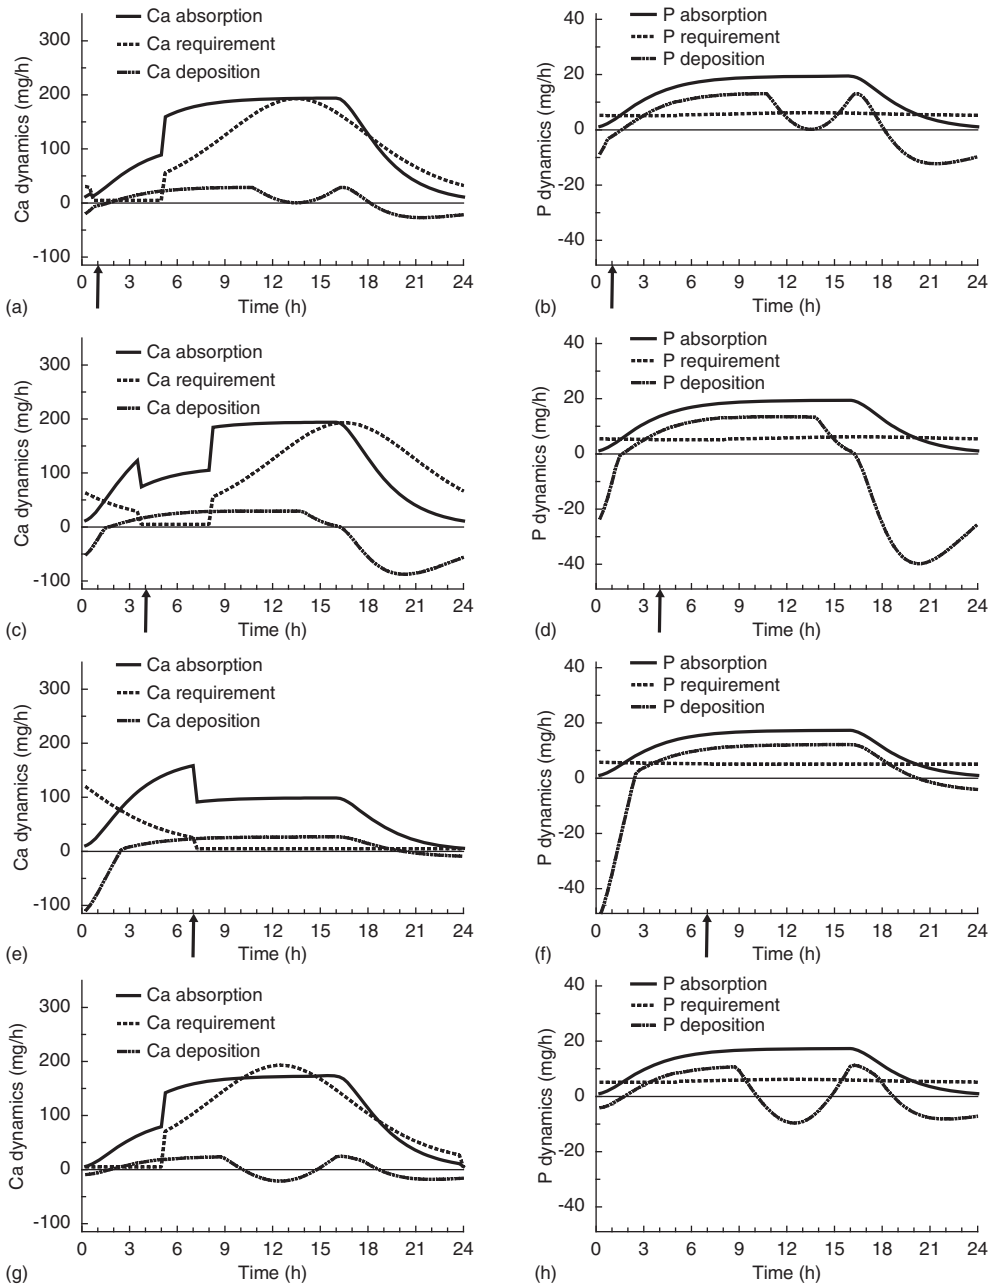 Ca absorption
Ca requirement
Ca deposition
Ca dynamics (mg/h)
300
200
100
0
-100
0 3 6 9 12 15 18 21 24
Time (h)
(a)
P absorption
P requirement
P deposition
P dynamics (mg/h)
40
20
0
-20
-40
0 3 6 9 12 15 18 21 24
Time (h)
(b)
Ca absorption
Ca requirement
Ca deposition
Ca dynamics (mg/h)
300
200
100
0
-100
0 3 6 9 12 15 18 21 24
Time (h)
(c)
P absorption
P requirement
P deposition
P dynamics (mg/h)
40
20
0
-20
-40
0 3 6 9 12 15 18 21 24
Time (h)
(d)
Ca absorption
Ca requirement
Ca deposition
Ca dynamics (mg/h)
300
200
100
0
-100
0 3 6 9 12 15 18 21 24
Time (h)
(e)
P absorption
P requirement
P deposition
P dynamics (mg/h)
40
20
0
-20
-40
0 3 6 9 12 15 18 21 24
Time (h)
(f)
Ca absorption
Ca requirement
Ca deposition
Ca dynamics (mg/h)
300
200
100
0
-100
0 3 6 9 12 15 18 21 24
Time (h)
(g)
P absorption
P requirement
P deposition
P dynamics (mg/h)
40
20
0
-20
-40
0 3 6 9 12 15 18 21 24
Time (h)
(h)